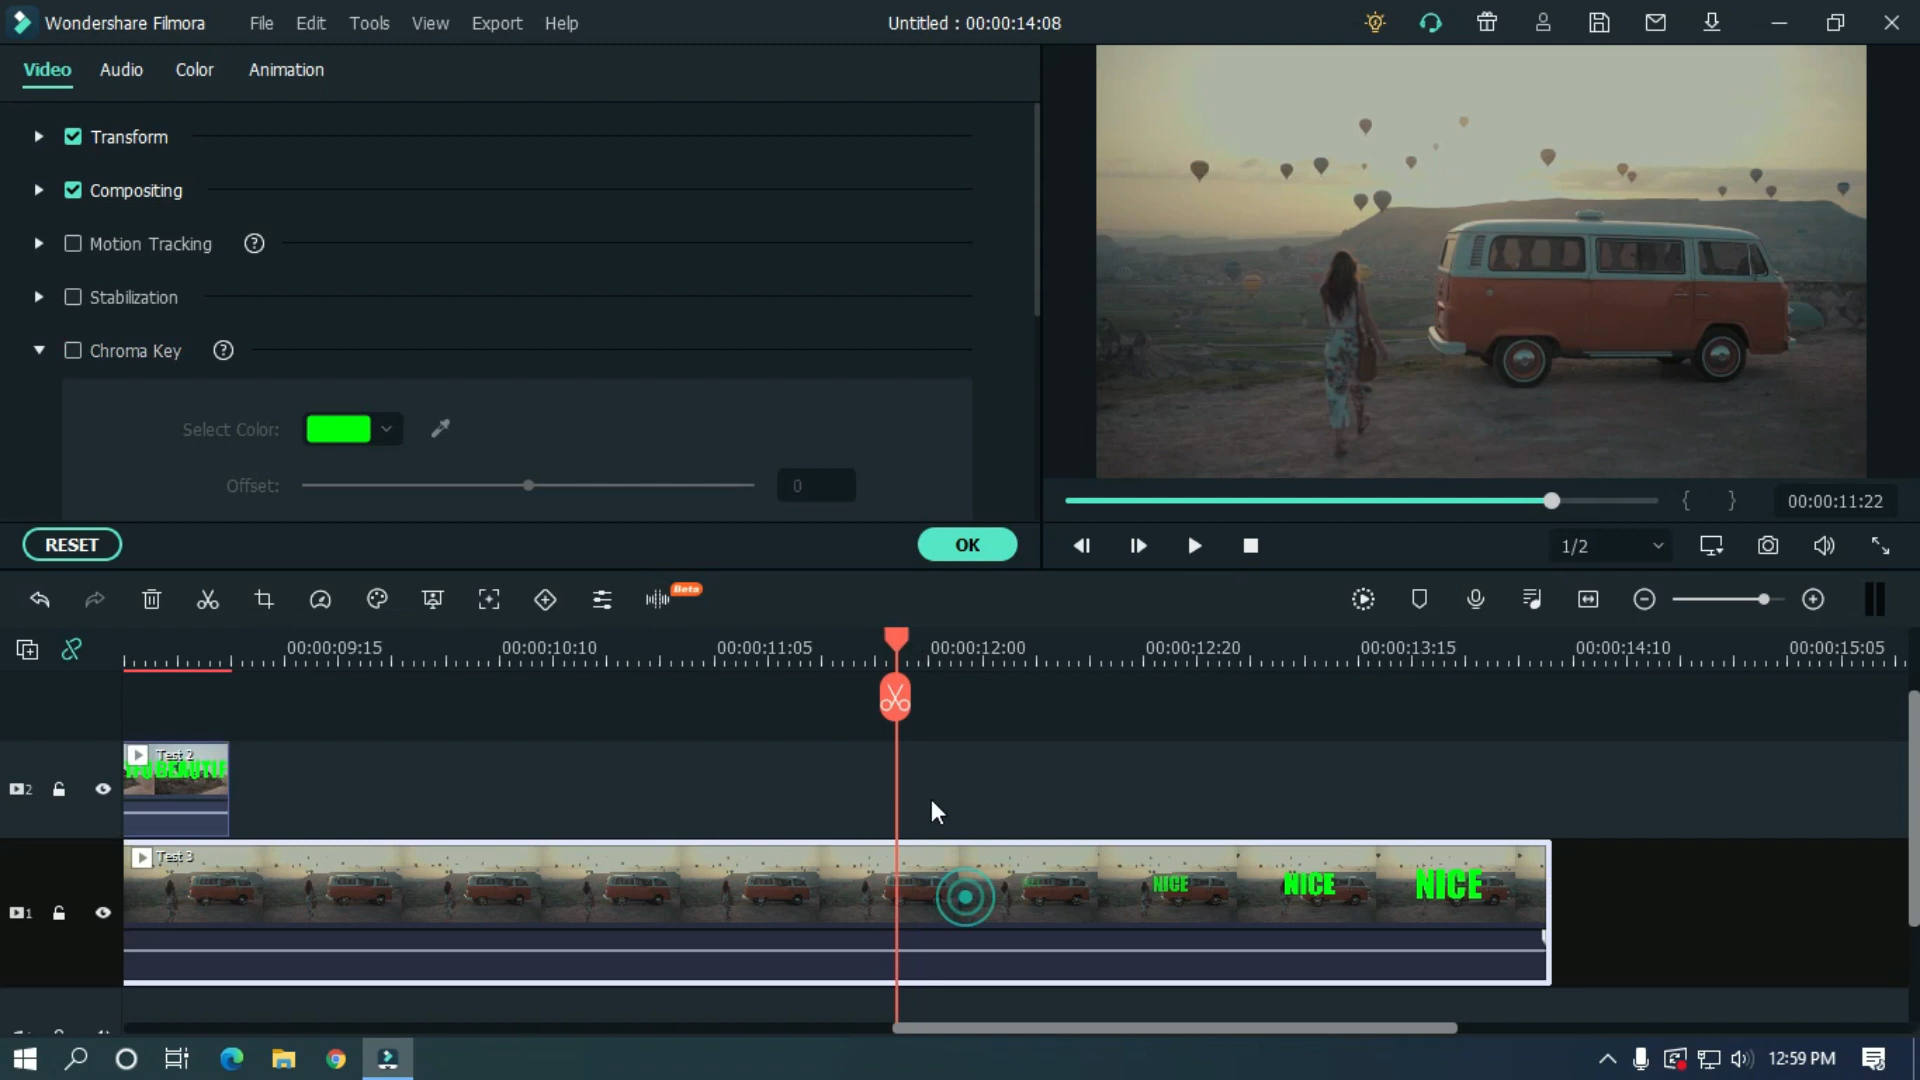 Wondershare Filmora File Edit Tools View Export Help Untitled : 00:00:14:08
Video Audio Color Animation
Transform
Compositing
Motion Tracking ?
Stabilization
Chroma Key ?
Select Color:
Offset: 0
RESET OK
{ } 00:00:11:22
1/2
Beta
00:00:09:15 00:00:10:10 00:00:11:05 00:00:12:00 00:00:12:20 00:00:13:15 00:00:14:10 00:00:15:05
Test 2
BEAUTIF
2
Test 3
NICE NICE NICE
1
12:59 PM